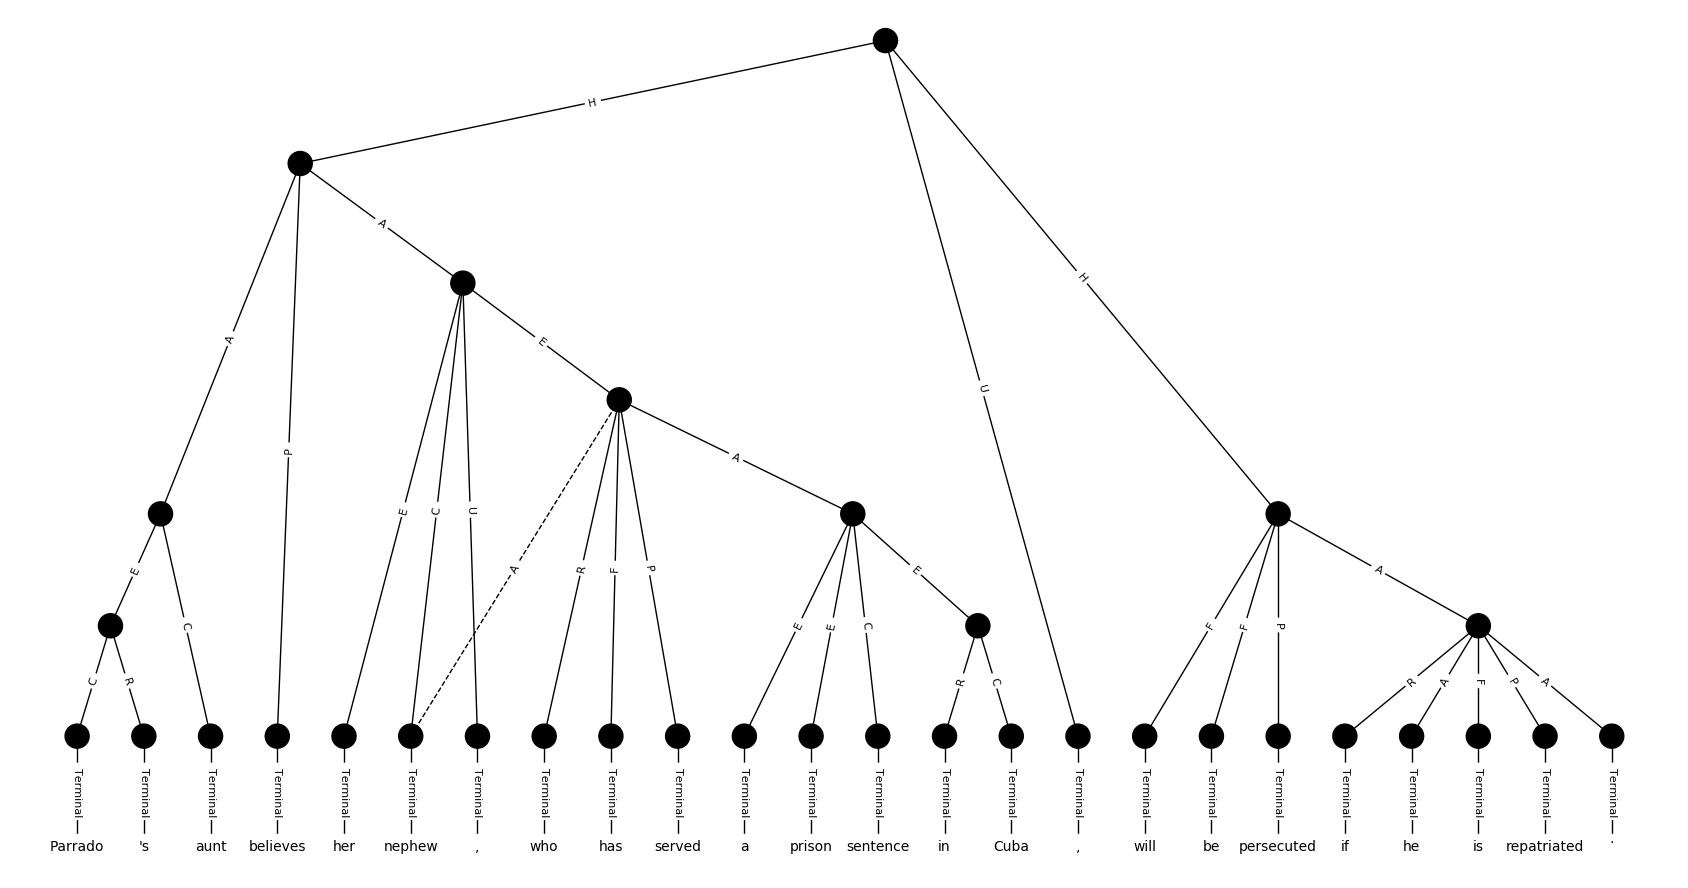 H
A
A
H
E
A
P
U
A
E
C
U
E
A
R
F
P
A
E
C
E
E
C
E
F
F
P
C
R
R
C
R
A
F
P
A
Terminal Terminal Terminal Terminal Terminal Terminal Terminal Terminal Terminal Terminal Terminal Terminal Terminal Terminal Terminal Terminal Terminal Terminal Terminal Terminal Terminal Terminal Terminal Terminal
Parrado 's aunt believes her nephew , who has served a prison sentence in Cuba , will be persecuted if he is repatriated .